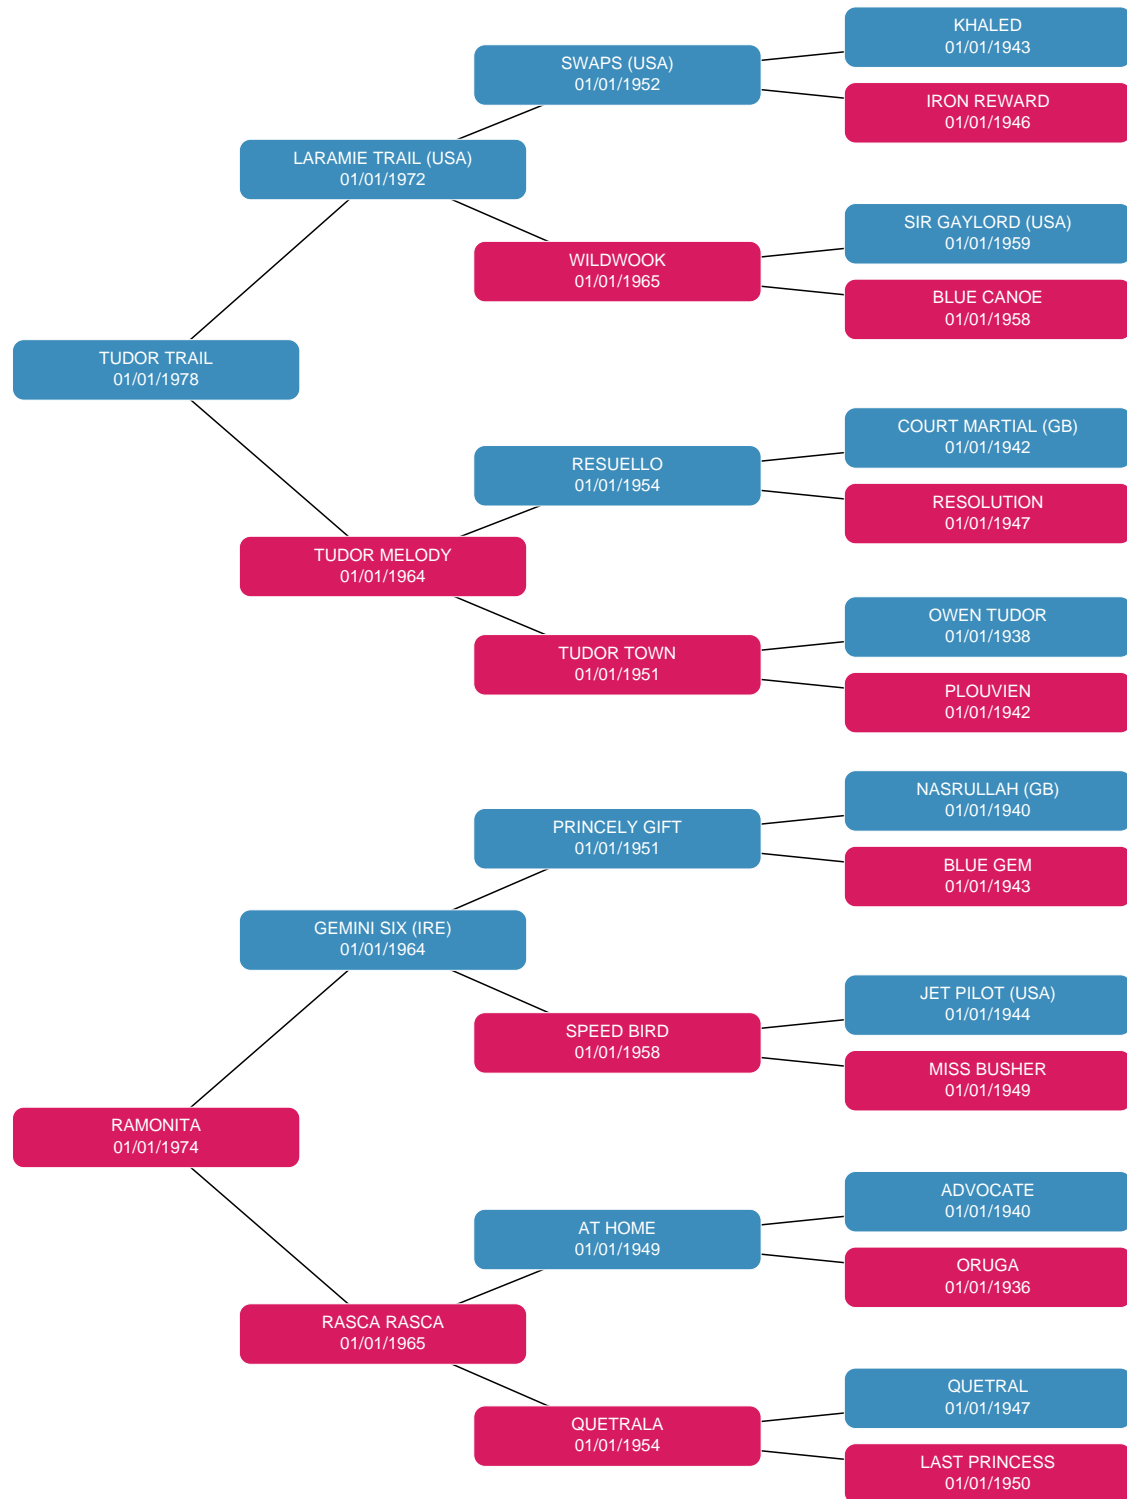 KHALED
01/01/1943
SWAPS (USA)
01/01/1952
IRON REWARD
01/01/1946
LARAMIE TRAIL (USA)
01/01/1972
SIR GAYLORD (USA)
01/01/1959
WILDWOOK
01/01/1965
BLUE CANOE
01/01/1958
TUDOR TRAIL
01/01/1978
COURT MARTIAL (GB)
01/01/1942
RESUELLO
01/01/1954
RESOLUTION
01/01/1947
TUDOR MELODY
01/01/1964
OWEN TUDOR
01/01/1938
TUDOR TOWN
01/01/1951
PLOUVIEN
01/01/1942
NASRULLAH (GB)
01/01/1940
PRINCELY GIFT
01/01/1951
BLUE GEM
01/01/1943
GEMINI SIX (IRE)
01/01/1964
JET PILOT (USA)
01/01/1944
SPEED BIRD
01/01/1958
MISS BUSHER
01/01/1949
RAMONITA
01/01/1974
ADVOCATE
01/01/1940
AT HOME
01/01/1949
ORUGA
01/01/1936
RASCA RASCA
01/01/1965
QUETRAL
01/01/1947
QUETRALA
01/01/1954
LAST PRINCESS
01/01/1950